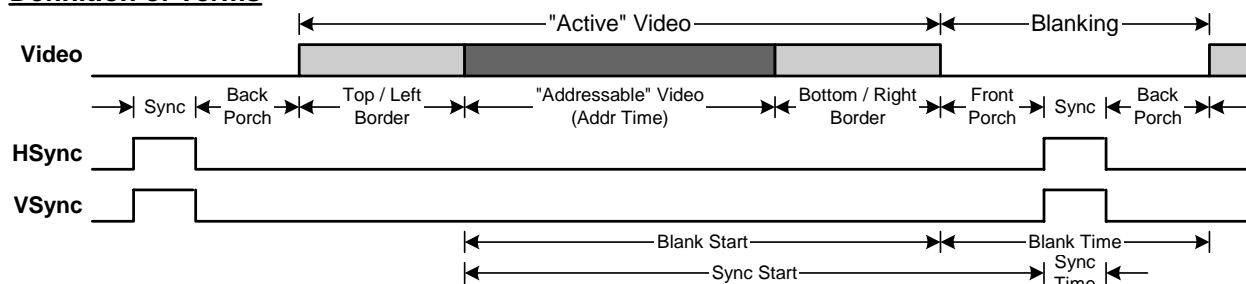 Definition of Terms
"Active" Video Blanking
Video
Sync Back Porch Top / Left Border "Addressable" Video (Addr Time) Bottom / Right Border Front Porch Sync Back Porch
HSync
VSync
Blank Start Blank Time
Sync Start Sync Time